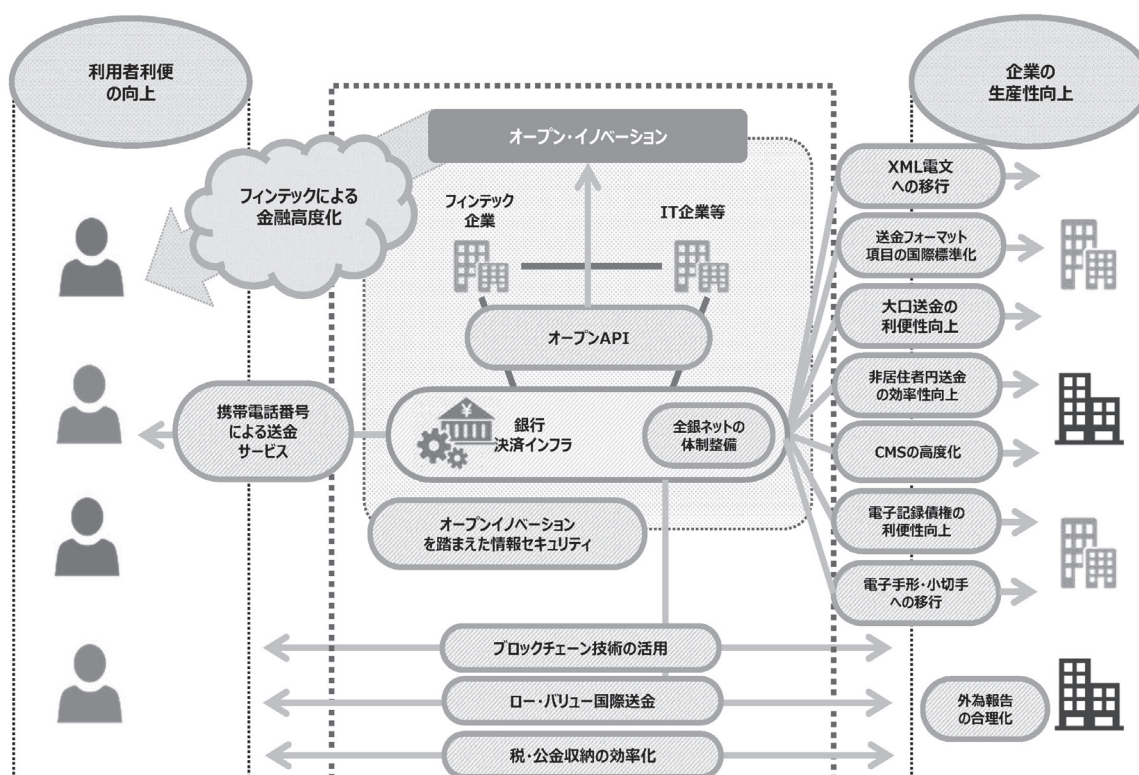 利用者利便
の向上
企業の
生産性向上
オープン・イノベーション
フィンテックによる
金融高度化
フィンテック
企業
IT企業等
オープンAPI
銀行
決済インフラ
全銀ネットの
体制整備
携帯電話番号
による送金
サービス
オープンイノベーション
を踏まえた情報セキュリティ
XML電文
への移行
送金フォーマット
項目の国際標準化
大口送金の
利便性向上
非居住者円送金
の効率性向上
CMSの高度化
電子記録債権の
利便性向上
電子手形・小切手
への移行
ブロックチェーン技術の活用
ロー・バリュー国際送金
税・公金収納の効率化
外為報告
の合理化